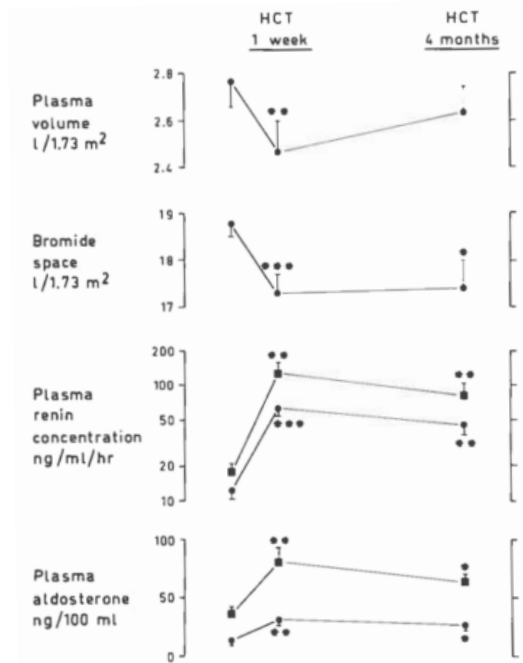 HCT
1 week
HCT
4 months
Plasma
volume
l/1.73 m²
2.8
2.6
2.4
Bromide
space
l/1.73 m²
19
18
17
Plasma
renin
concentration
ng/ml/hr
200
100
50
20
10
Plasma
aldosterone
ng/100 ml
100
50
0